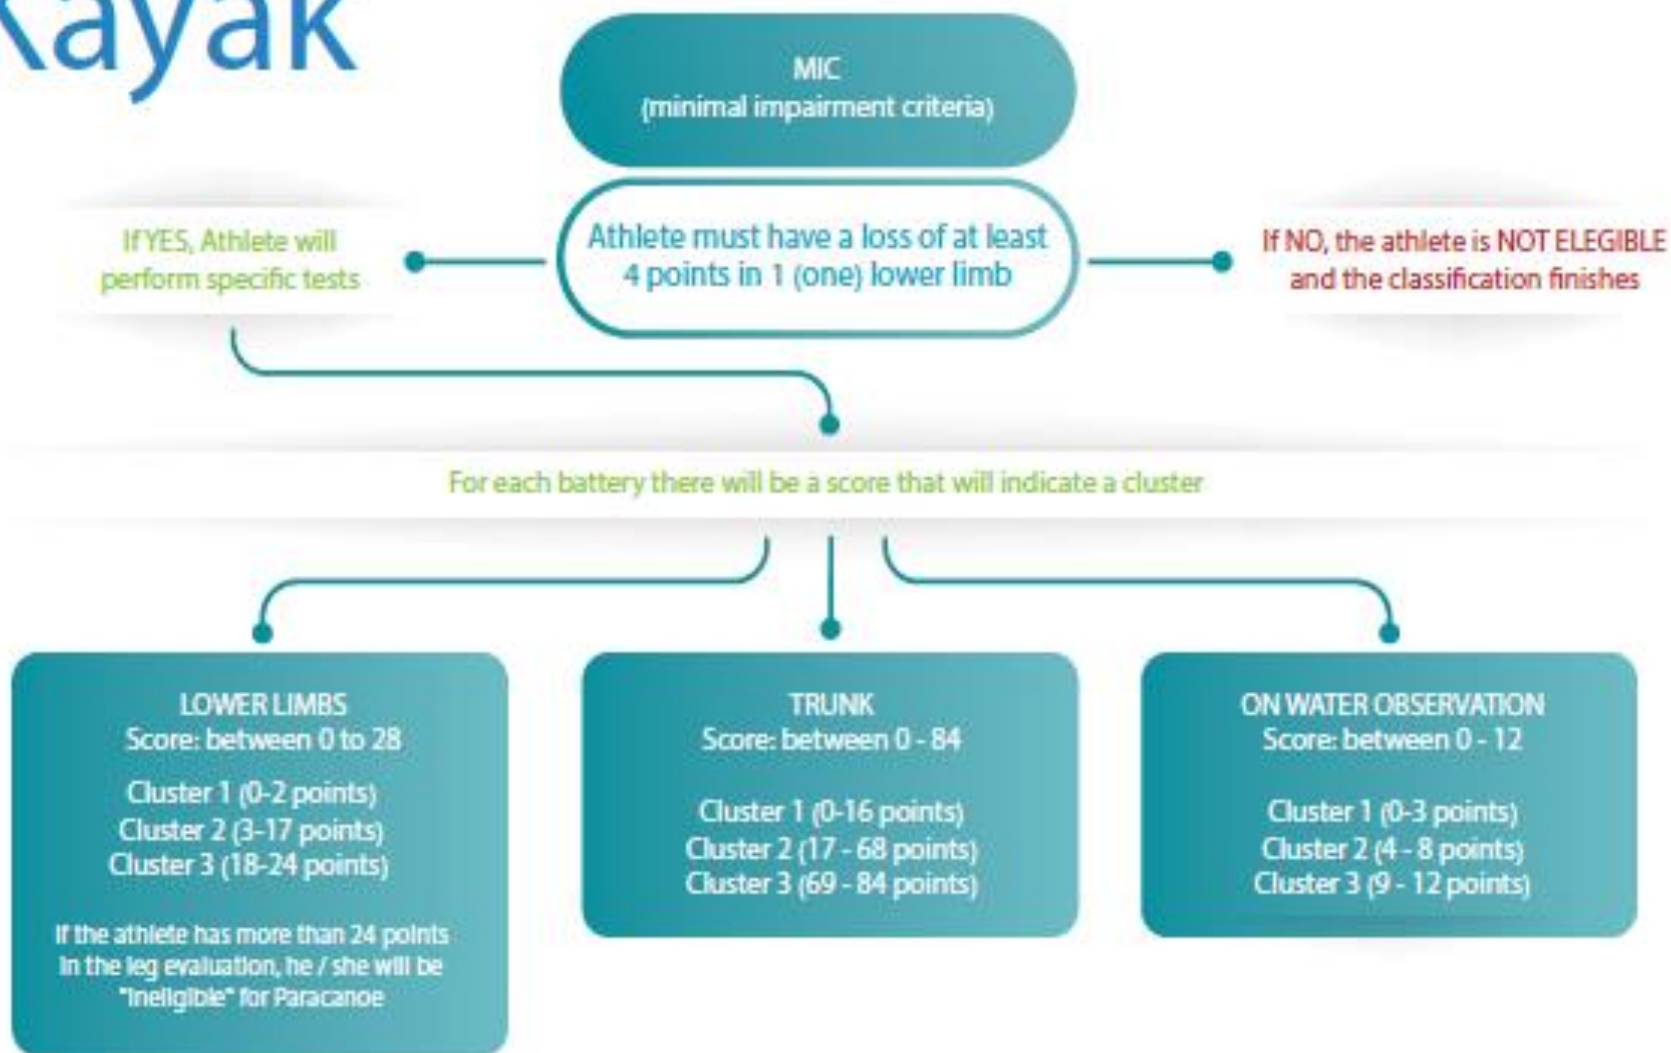 Kayak
MIC
(minimal impairment criteria)
If YES, Athlete will
perform specific tests
Athlete must have a loss of at least
4 points in 1 (one) lower limb
If NO, the athlete is NOT ELEGIBLE
and the classification finishes
For each battery there will be a score that will indicate a cluster
LOWER LIMBS
Score: between 0 to 28
Cluster 1 (0-2 points)
Cluster 2 (3-17 points)
Cluster 3 (18-24 points)
If the athlete has more than 24 points
in the leg evaluation, he / she will be
"ineligible" for Paracanoe
TRUNK
Score: between 0 - 84
Cluster 1 (0-16 points)
Cluster 2 (17 - 68 points)
Cluster 3 (69 - 84 points)
ON WATER OBSERVATION
Score: between 0 - 12
Cluster 1 (0-3 points)
Cluster 2 (4 - 8 points)
Cluster 3 (9 - 12 points)